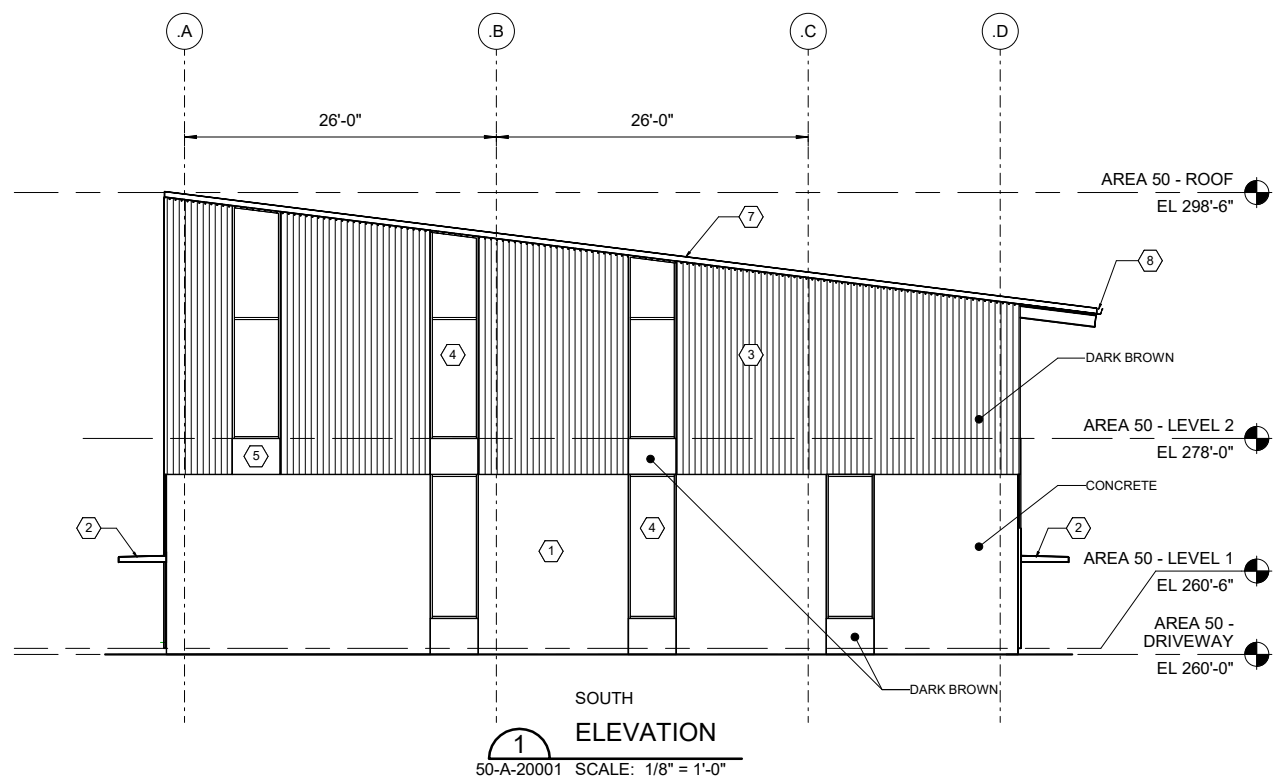 .A
.B
.C
.D
26'-0"
26'-0"
AREA 50 - ROOF
EL 298'-6"
7
8
4
3
DARK BROWN
AREA 50 - LEVEL 2
EL 278'-0"
5
CONCRETE
2
1
4
2
AREA 50 - LEVEL 1
EL 260'-6"
AREA 50 -
DRIVEWAY
EL 260'-0"
DARK BROWN
SOUTH
ELEVATION
1
50-A-20001
SCALE: 1/8" = 1'-0"